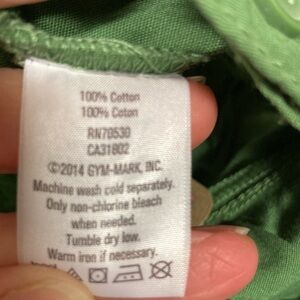 100% Cotton
100% Coton
RN70530
CA31802
©2014 GYM-MARK, INC.
Machine wash cold separately.
Only non-chlorine bleach
when needed.
Tumble dry low.
Warm iron if necessary.